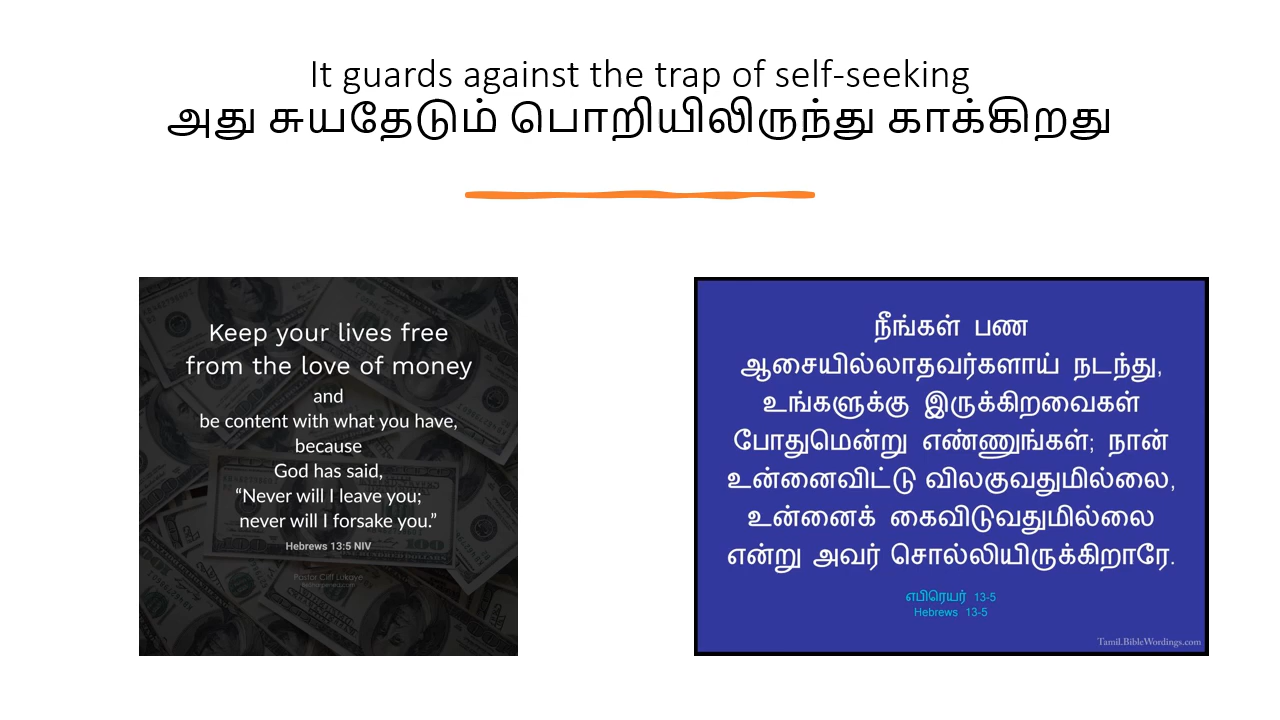 It guards against the trap of self-seeking
அது சுயதேடும் பொறியிலிருந்து காக்கிறது
Keep your lives free
from the love of money
and
be content with what you have,
because
God has said,
“Never will I leave you;
never will I forsake you.”
Hebrews 13:5 NIV
Pastor Cliff Lukaye
நீங்கள் பண
ஆசையில்லாதவர்களாய் நடந்து,
உங்களுக்கு இருக்கிறவைகள்
போதுமென்று எண்ணுங்கள்; நான்
உன்னைவிட்டு விலகுவதுமில்லை,
உன்னைக் கைவிடுவதுமில்லை
என்று அவர் சொல்லியிருக்கிறாரே.
எபிரெயர் 13-5
Hebrews 13-5
Tamil.BibleWordings.com